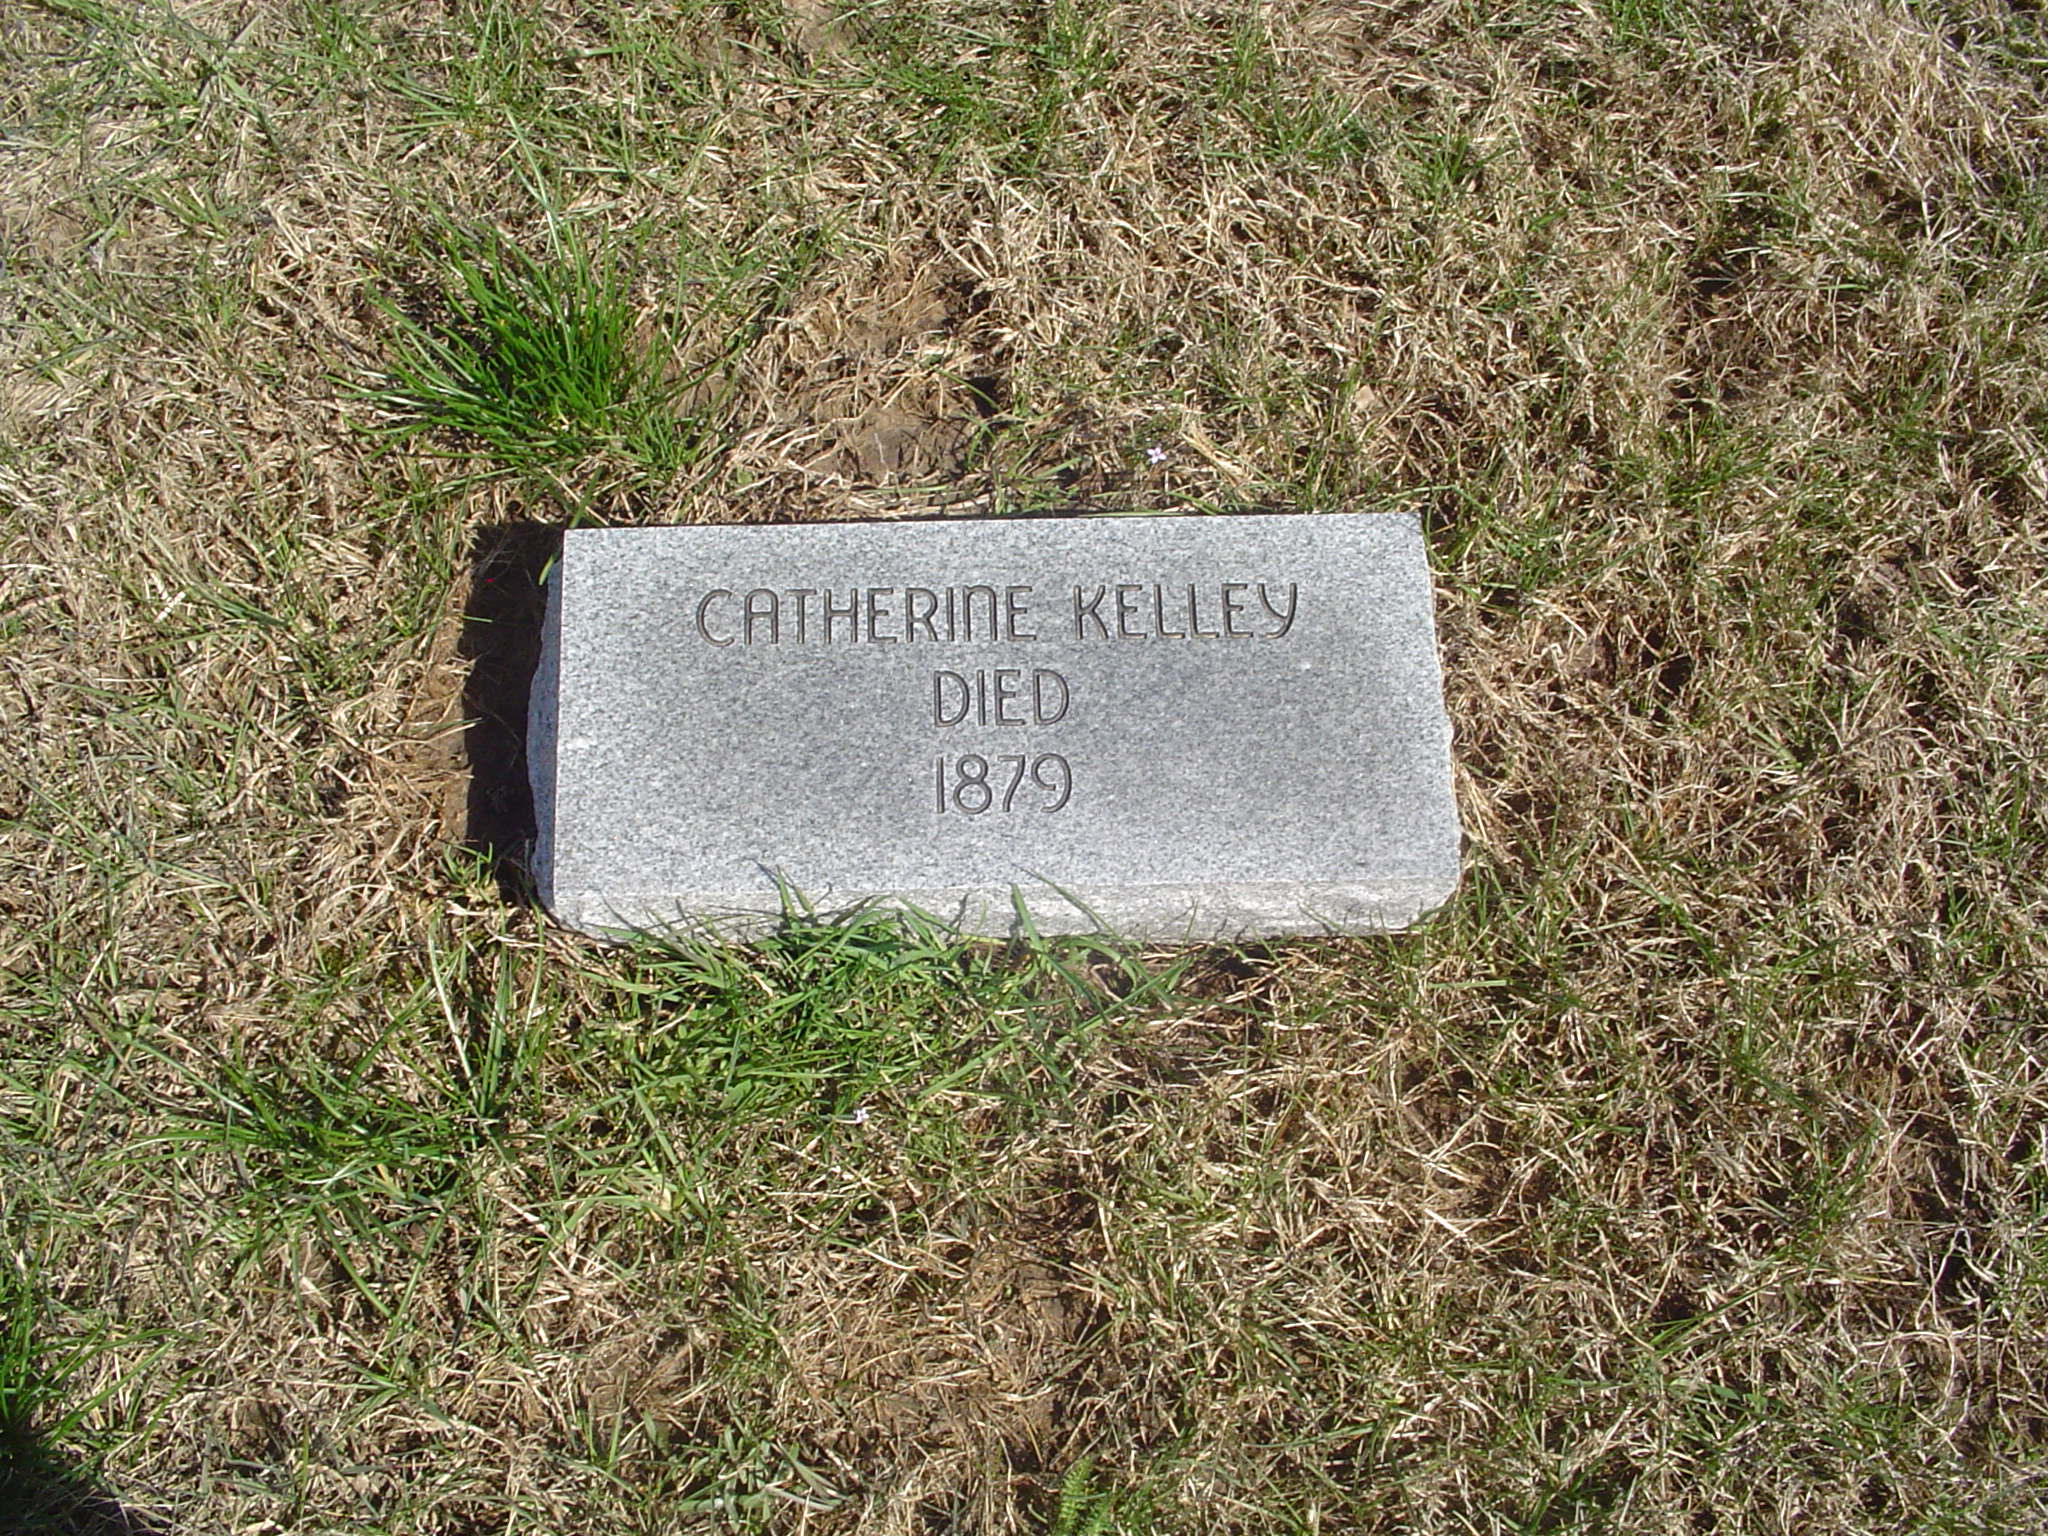 CATHERINE KELLEY
DIED
1879